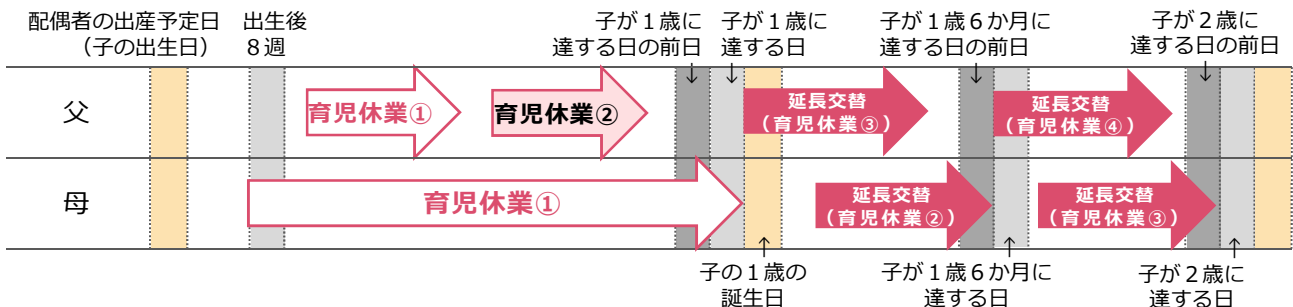 配偶者の出産予定日
（子の出生日）
出生後
８週
子が１歳に
達する日の前日
子が１歳に
達する日
子が１歳６か月に
達する日の前日
子が２歳に
達する日の前日
父
育児休業①
育児休業②
延長交替
（育児休業③）
延長交替
（育児休業④）
母
育児休業①
延長交替
（育児休業②）
延長交替
（育児休業③）
子の１歳の
誕生日
子が１歳６か月に
達する日
子が２歳に
達する日